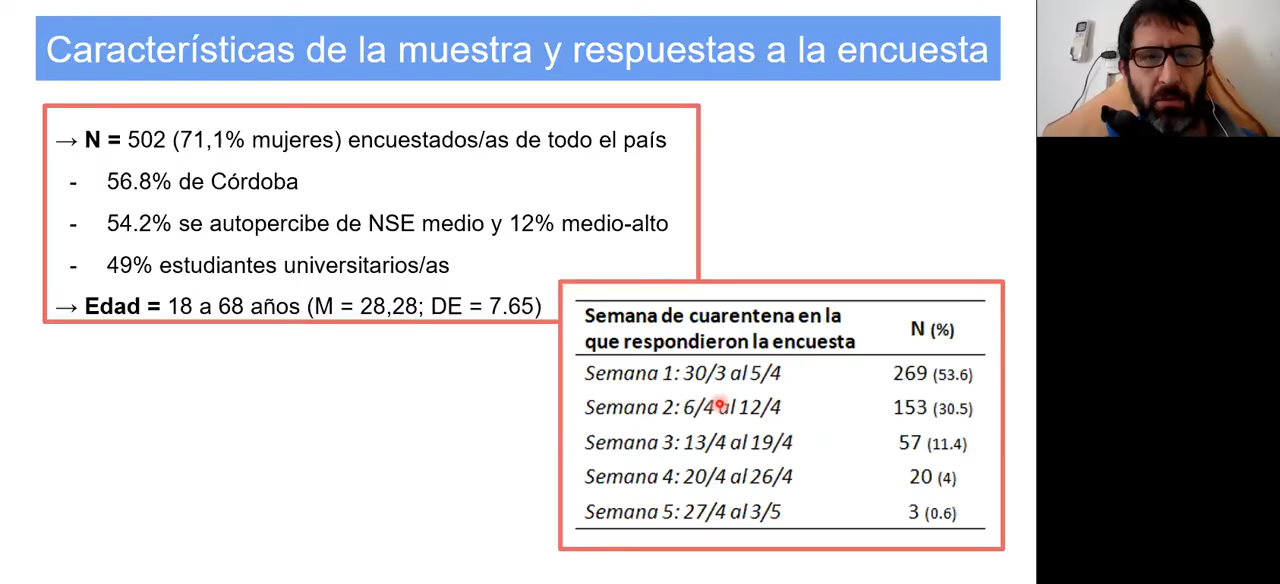 Características de la muestra y respuestas a la encuesta
→ N = 502 (71,1% mujeres) encuestados/as de todo el país
- 56.8% de Córdoba
- 54.2% se autopercibe de NSE medio y 12% medio-alto
- 49% estudiantes universitarios/as
→ Edad = 18 a 68 años (M = 28,28; DE = 7.65)
Semana de cuarentena en la que respondieron la encuesta N (%)
Semana 1: 30/3 al 5/4 269 (53.6)
Semana 2: 6/4 al 12/4 153 (30.5)
Semana 3: 13/4 al 19/4 57 (11.4)
Semana 4: 20/4 al 26/4 20 (4)
Semana 5: 27/4 al 3/5 3 (0.6)